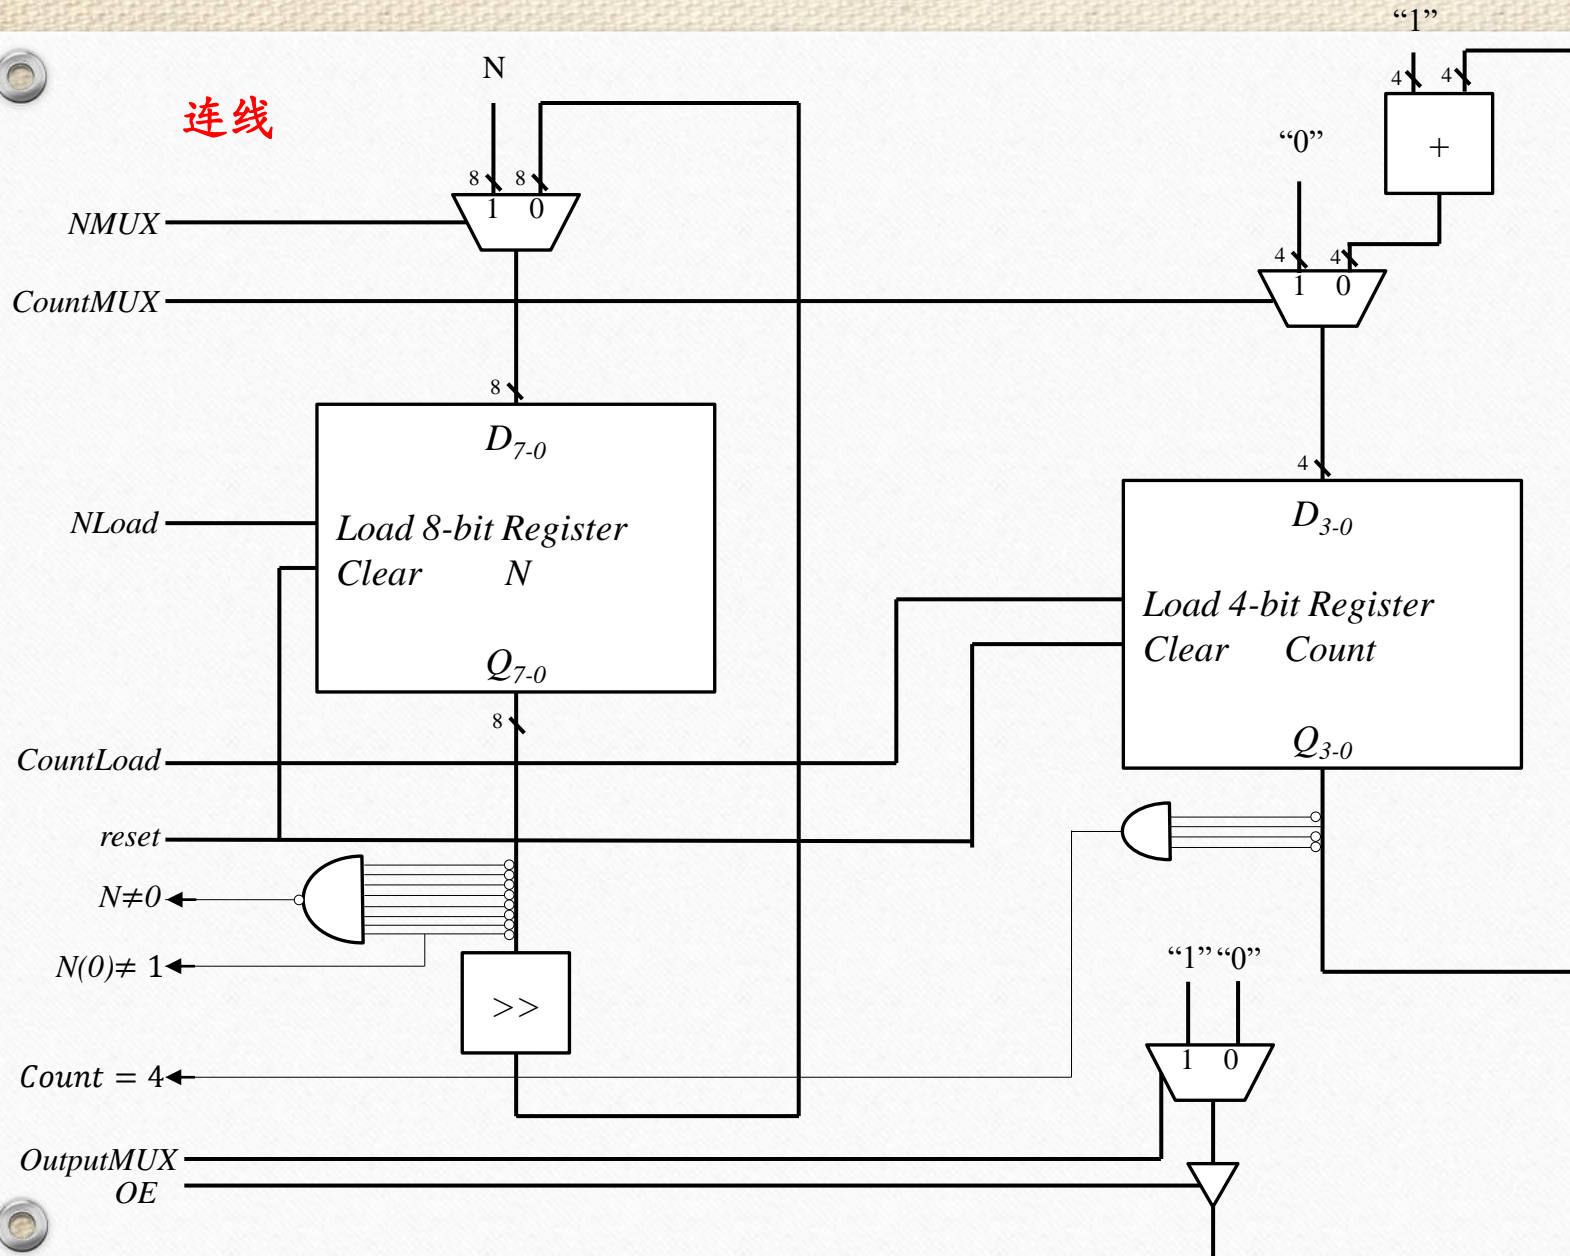 “1”
N
连线
4
4
+
“0”
8
8
1
0
NMUX
4
4
1
0
CountMUX
8
D7-0
4
D3-0
NLoad
Load 8-bit Register
Clear N
Load 4-bit Register
Clear Count
Q7-0
8
Q3-0
CountLoad
reset
N≠0
N(0)≠ 1
“1” “0”
>>
1
0
Count = 4
OutputMUX
OE